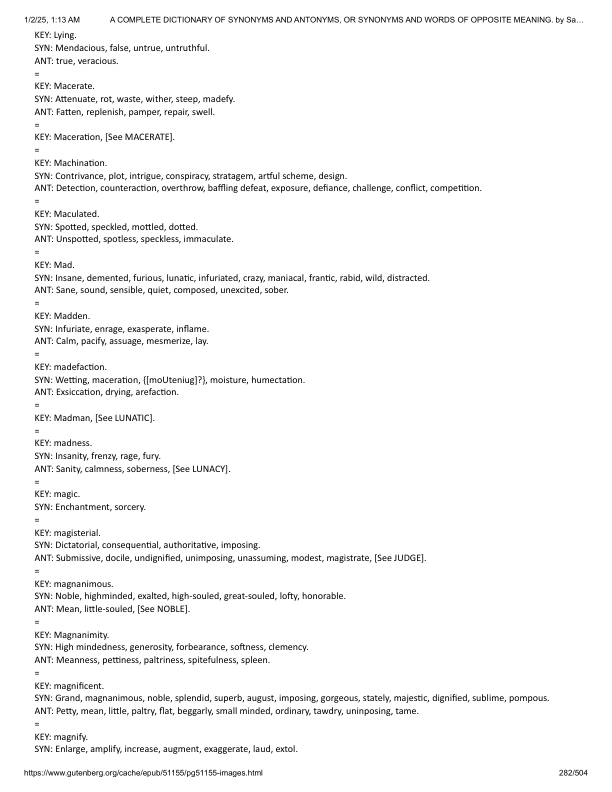 1/2/25, 1:13 AM A COMPLETE DICTIONARY OF SYNONYMS AND ANTONYMS, OR SYNONYMS AND WORDS OF OPPOSITE MEANING. by Sa...
KEY: Lying.
SYN: Mendacious, false, untrue, untruthful.
ANT: true, veracious.
=
KEY: Macerate.
SYN: Attenuate, rot, waste, wither, steep, madefy.
ANT: Fatten, replenish, pamper, repair, swell.
=
KEY: Maceration, [See MACERATE].
=
KEY: Machination.
SYN: Contrivance, plot, intrigue, conspiracy, stratagem, artful scheme, design.
ANT: Detection, counteraction, overthrow, baffling defeat, exposure, defiance, challenge, conflict, competition.
=
KEY: Maculated.
SYN: Spotted, speckled, mottled, dotted.
ANT: Unspotted, spotless, speckless, immaculate.
=
KEY: Mad.
SYN: Insane, demented, furious, lunatic, infuriated, crazy, maniacal, frantic, rabid, wild, distracted.
ANT: Sane, sound, sensible, quiet, composed, unexcited, sober.
=
KEY: Madden.
SYN: Infuriate, enrage, exasperate, inflame.
ANT: Calm, pacify, assuage, mesmerize, lay.
=
KEY: madefaction.
SYN: Wetting, maceration, {[moUteniug]?}, moisture, humectation.
ANT: Exsiccation, drying, arefaction.
=
KEY: Madman, [See LUNATIC].
=
KEY: madness.
SYN: Insanity, frenzy, rage, fury.
ANT: Sanity, calmness, soberness, [See LUNACY].
=
KEY: magic.
SYN: Enchantment, sorcery.
=
KEY: magisterial.
SYN: Dictatorial, consequential, authoritative, imposing.
ANT: Submissive, docile, undignified, unimposing, unassuming, modest, magistrate, [See JUDGE].
=
KEY: magnanimous.
SYN: Noble, highminded, exalted, high-souled, great-souled, lofty, honorable.
ANT: Mean, little-souled, [See NOBLE].
=
KEY: Magnanimity.
SYN: High mindedness, generosity, forbearance, softness, clemency.
ANT: Meanness, pettiness, paltriness, spitefulness, spleen.
=
KEY: magnificent.
SYN: Grand, magnanimous, noble, splendid, superb, august, imposing, gorgeous, stately, majestic, dignified, sublime, pompous.
ANT: Petty, mean, little, paltry, flat, beggarly, small minded, ordinary, tawdry, uninposing, tame.
=
KEY: magnify.
SYN: Enlarge, amplify, increase, augment, exaggerate, laud, extol.
https://www.gutenberg.org/cache/epub/51155/pg51155-images.html 282/504